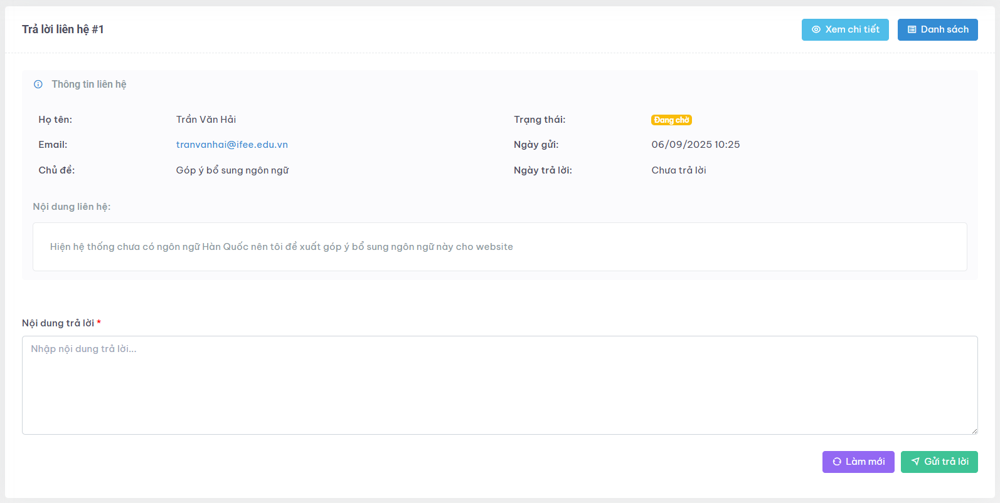 Trả lời liên hệ #1
Xem chi tiết
Danh sách
Thông tin liên hệ
Họ tên: Trần Văn Hải
Trạng thái: Đang chờ
Email: tranvanhai@ifee.edu.vn
Ngày gửi: 06/09/2025 10:25
Chủ đề: Góp ý bổ sung ngôn ngữ
Ngày trả lời: Chưa trả lời
Nội dung liên hệ:
Hiện hệ thống chưa có ngôn ngữ Hàn Quốc nên tôi đề xuất góp ý bổ sung ngôn ngữ này cho website
Nội dung trả lời *
Nhập nội dung trả lời...
Làm mới
Gửi trả lời